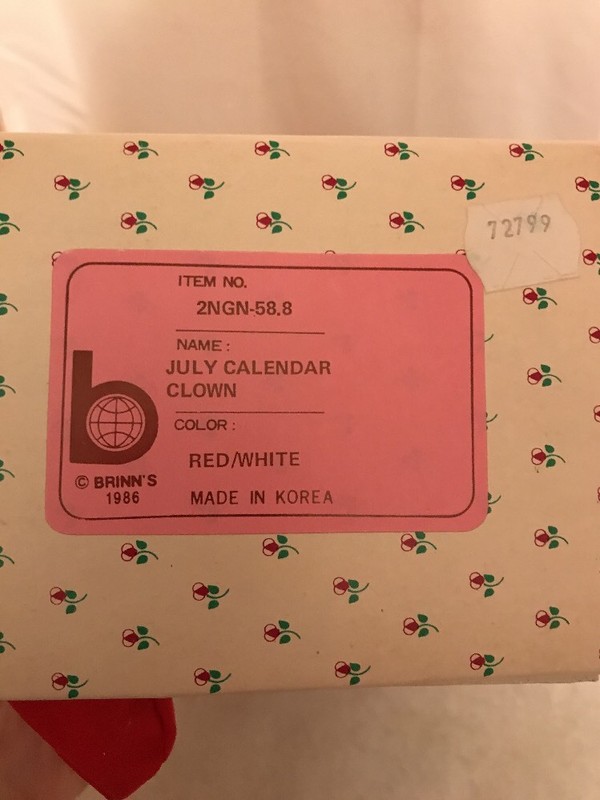 72799
ITEM NO.
2NGN-58.8
NAME:
JULY CALENDAR
CLOWN
COLOR:
RED/WHITE
MADE IN KOREA
b
© BRINN'S
1986